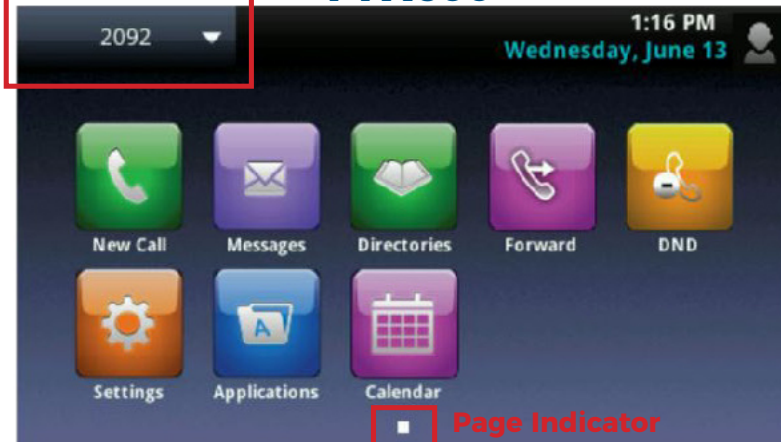 2092
1:16 PM
Wednesday, June 13
New Call
Messages
Directories
Forward
DND
A
Settings
Applications
Calendar
Page Indicator